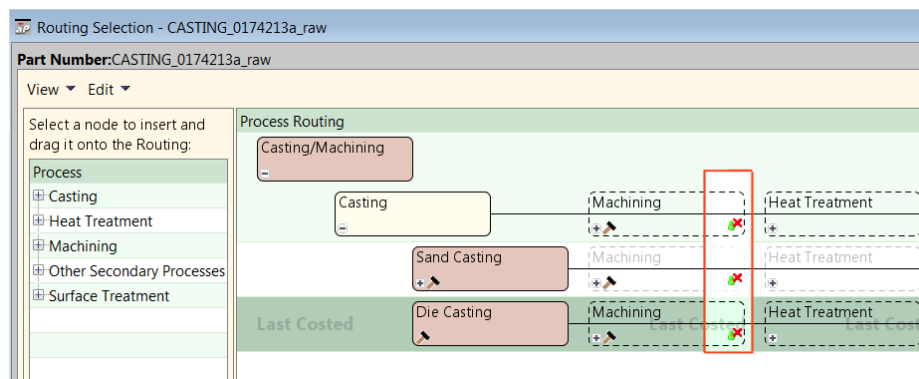 Routing Selection - CASTING_0174213a_raw
Part Number:CASTING_0174213a_raw
View Edit
Select a node to insert and
drag it onto the Routing:
Process
Casting
Heat Treatment
Machining
Other Secondary Processes
Surface Treatment
Process Routing
Casting/Machining
Casting Machining Heat Treatment
Sand Casting Machining Heat Treatment
Die Casting Machining Heat Treatment
Last Costed Last Costed Last Cost